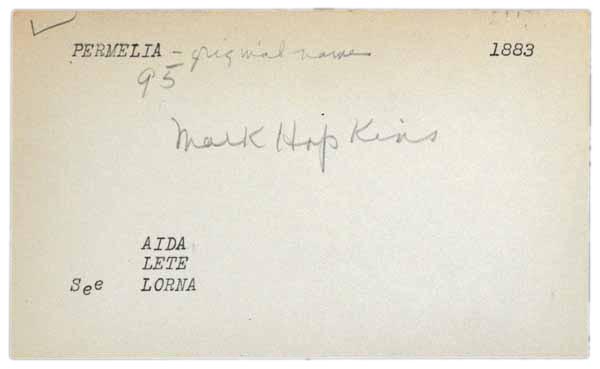 PERMELIA - original name 1883
95
Mark Hopkins
AIDA
LETE
See LORNA